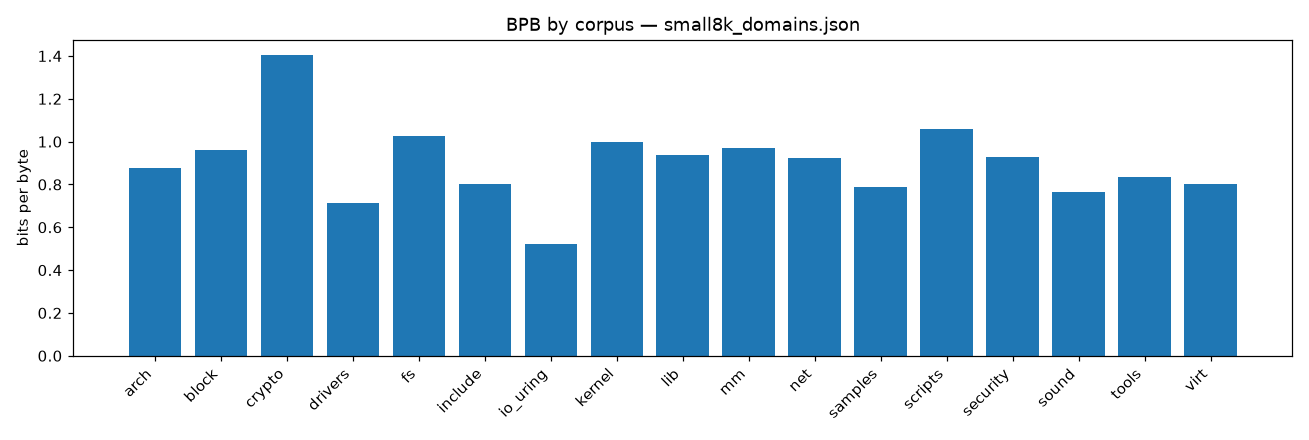 BPB by corpus — small8k_domains.json
bits per byte
1.4
1.2
1.0
0.8
0.6
0.4
0.2
0.0
arch
block
crypto
drivers
fs
include
io_uring
kernel
lib
mm
net
samples
scripts
security
sound
tools
virt